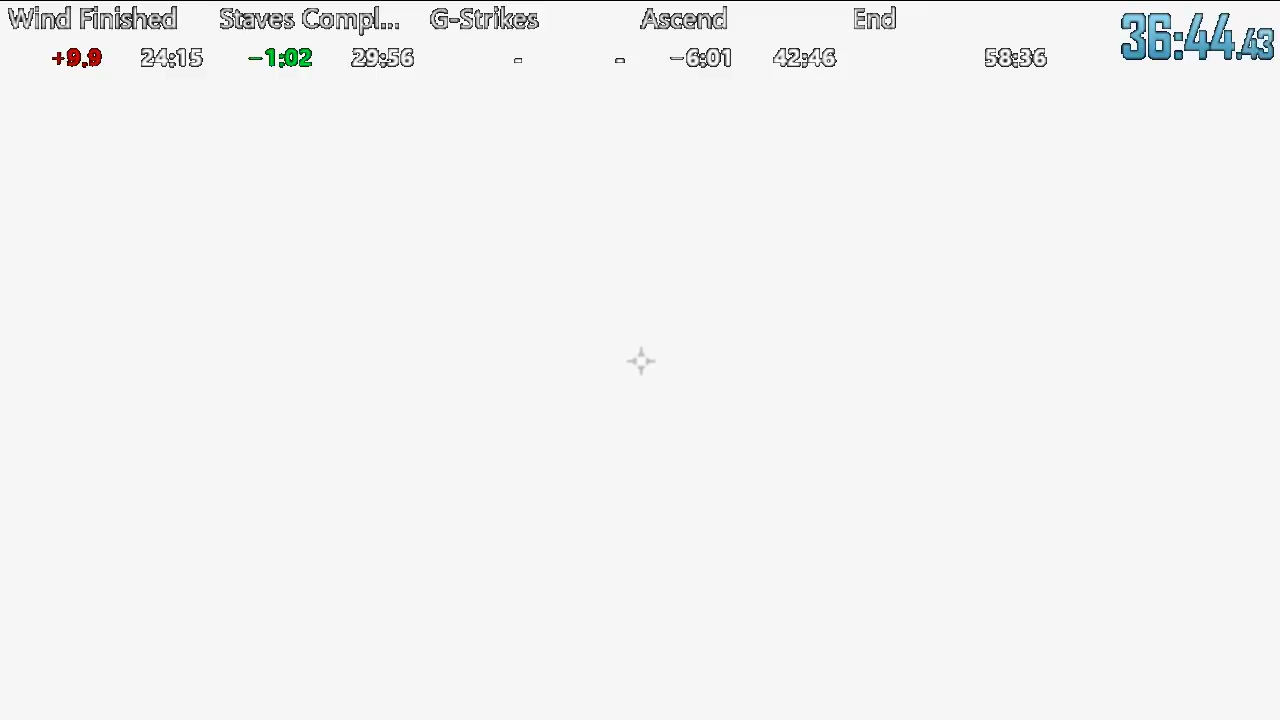 Wind Finished Staves Compl... G-Strikes Ascend End 36:44.43
+9.9 24:15 −1:02 29:56 - - −6:01 42:46 58:36